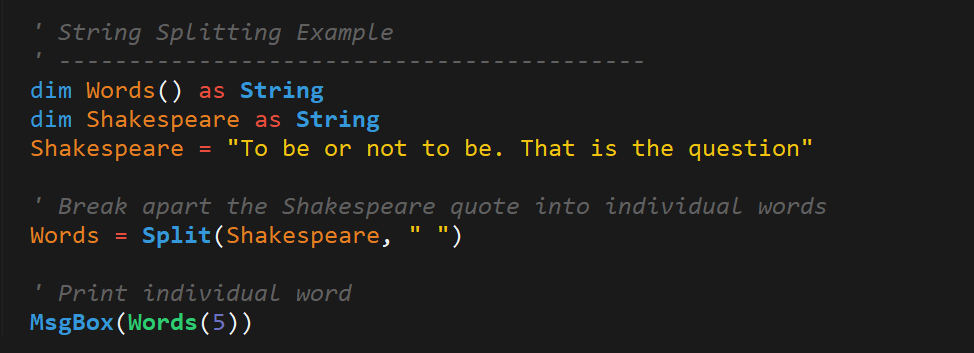 ' String Splitting Example
' ------------------------------------------
dim Words() as String
dim Shakespeare as String
Shakespeare = "To be or not to be. That is the question"
' Break apart the Shakespeare quote into individual words
Words = Split(Shakespeare, " ")
' Print individual word
MsgBox(Words(5))